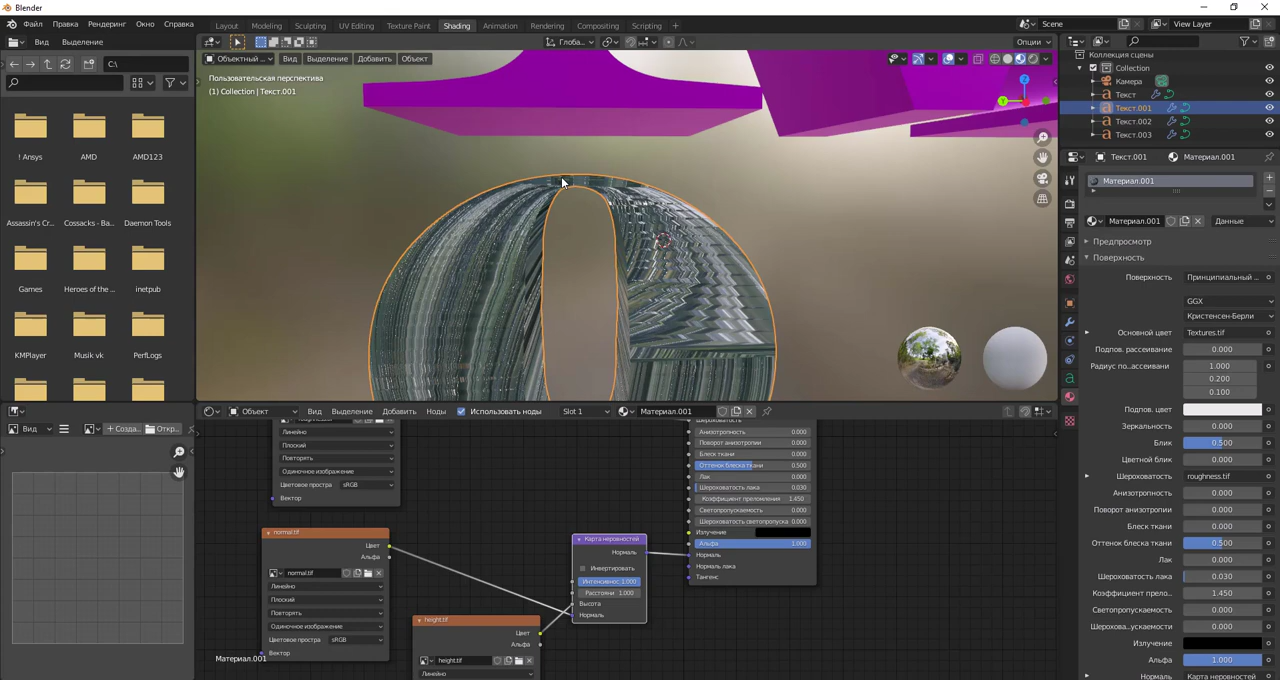 Blender
Файл Правка Рендеринг Окно Справка Layout Modeling Sculpting UV Editing Texture Paint Shading Animation Rendering Compositing Scripting + Scene View Layer
Вид Выделение Глоба... Опции
C:\ Объектный ... Вид Выделение Добавить Объект
Пользовательская перспектива
(1) Collection | Текст.001
! Ansys AMD AMD123
Assassin's Cr... Cossacks - Ba... Daemon Tools
Games Heroes of the ... inetpub
KMPlayer Musik vk PerfLogs
Коллекция сцены
Collection
Камера
Текст
Текст.001
Текст.002
Текст.003
Текст.001 Материал.001
Материал.001
Материал.001 Данные
Предпросмотр
Поверхность
Поверхность Принципиальный ...
GGX
Кристенсен-Берли
Основной цвет Textures.tif
Подпов. рассеивание 0.000
Радиус по...ассеивани 1.000
0.200
0.100
Подпов. цвет
Зеркальность 0.000
Блик 0.500
Цветной блик 0.000
Шероховатость roughness.tif
Анизотропность 0.000
Поворот анизотропии 0.000
Блеск ткани 0.000
Оттенок блеска ткани 0.500
Лак 0.000
Шероховатость лака 0.030
Коэффициент прело... 1.450
Светопропускаемость 0.000
Шерохова...ускаемости 0.000
Излучение
Альфа 1.000
Нормаль Карта неровностей
Объект Вид Выделение Добавить Ноды Использовать ноды Slot 1 Материал.001
Вид + Созда... Откр...
Линейно
Плоский
Повторять
Одиночное изображение
Цветовое простра sRGB
Вектор
normal.tif
Цвет
Альфа
normal.tif
Линейно
Плоский
Повторять
Одиночное изображение
Цветовое простра sRGB
Вектор
Материал.001
height.tif
Цвет
Альфа
height.tif
Линейно
Карта неровностей
Нормаль
Инвертировать
Интенсивнос 1.000
Расстояни 1.000
Высота
Нормаль
Шероховатость
Анизотропность 0.000
Поворот анизотропии 0.000
Блеск ткани 0.000
Оттенок блеска ткани 0.500
Лак 0.000
Шероховатость лака 0.030
Коэффициент преломления 1.450
Светопропускаемость 0.000
Шероховатость светопропуска 0.000
Излучение
Альфа 1.000
Нормаль
Нормаль лака
Тангенс